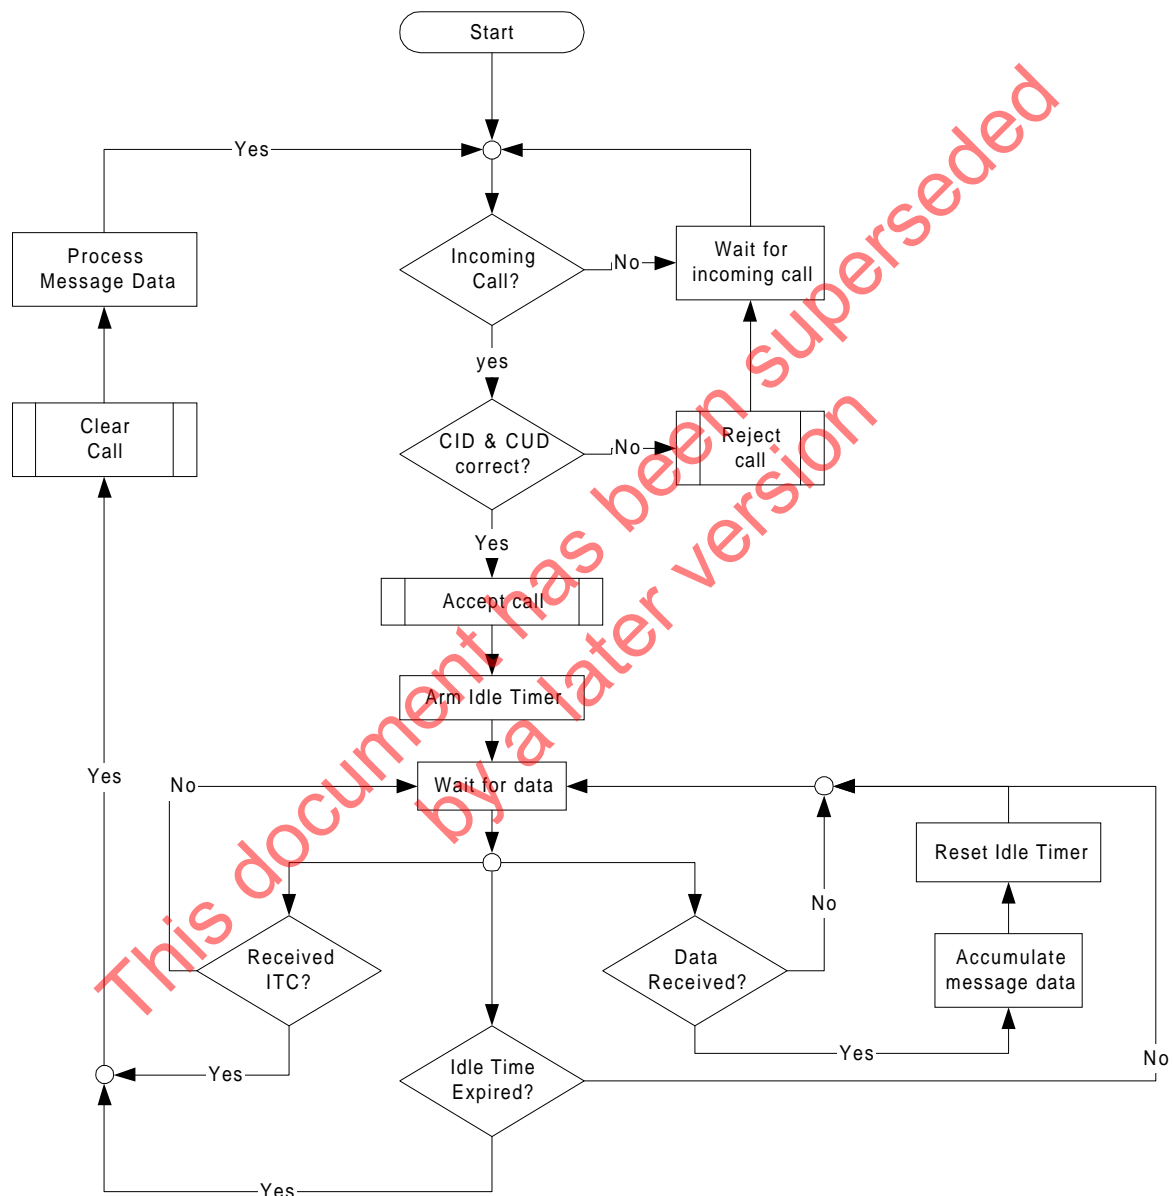 Start
Yes
Process
Message Data
Incoming
Call?
No
Wait for
incoming call
yes
Clear
Call
CID & CUD
correct?
No
Reject
call
Yes
Accept call
Arm Idle Timer
Yes
No
Wait for data
Reset Idle Timer
No
Received
ITC?
Data
Received?
Accumulate
message data
Yes
Yes
No
Idle Time
Expired?
Yes
This document has been superseded
by a later version